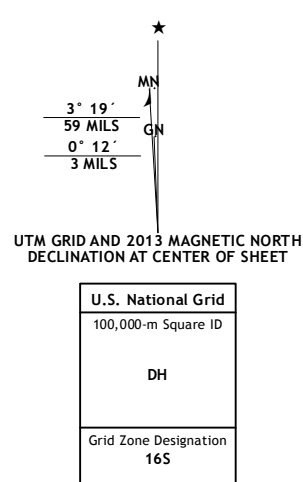 MN
3° 19´
59 MILS
GN
0° 12´
3 MILS
UTM GRID AND 2013 MAGNETIC NORTH
DECLINATION AT CENTER OF SHEET
U.S. National Grid
100,000-m Square ID
DH
Grid Zone Designation
16S